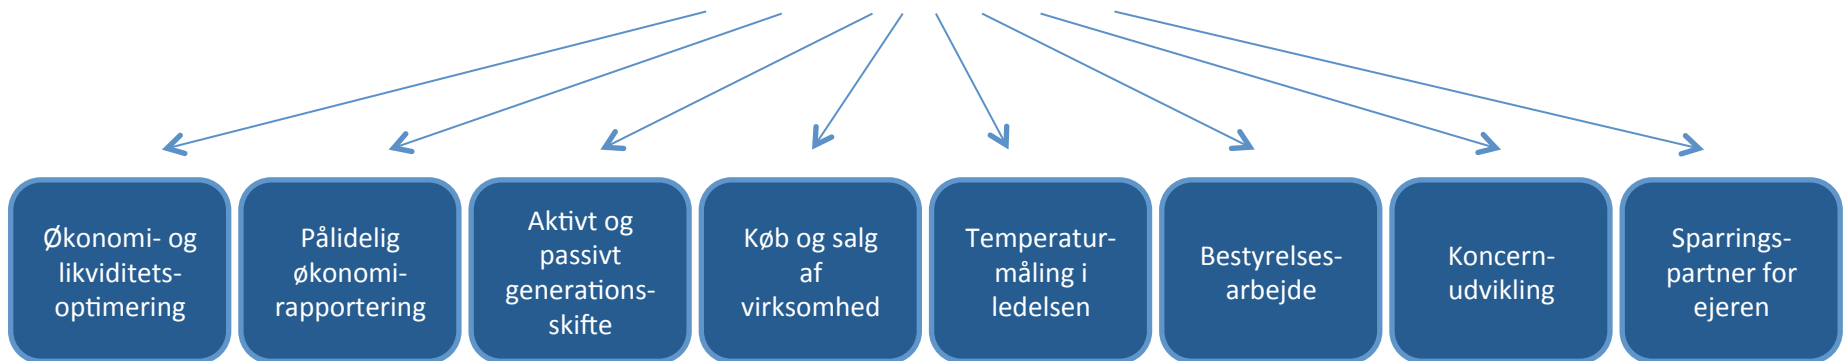 Økonomi- og
likviditets-
optimering
Pålidelig
økonomi-
rapportering
Aktivt og
passivt
generations-
skifte
Køb og salg
af
virksomhed
Temperatur-
måling i
ledelsen
Bestyrelses-
arbejde
Koncern-
udvikling
Sparrings-
partner for
ejeren